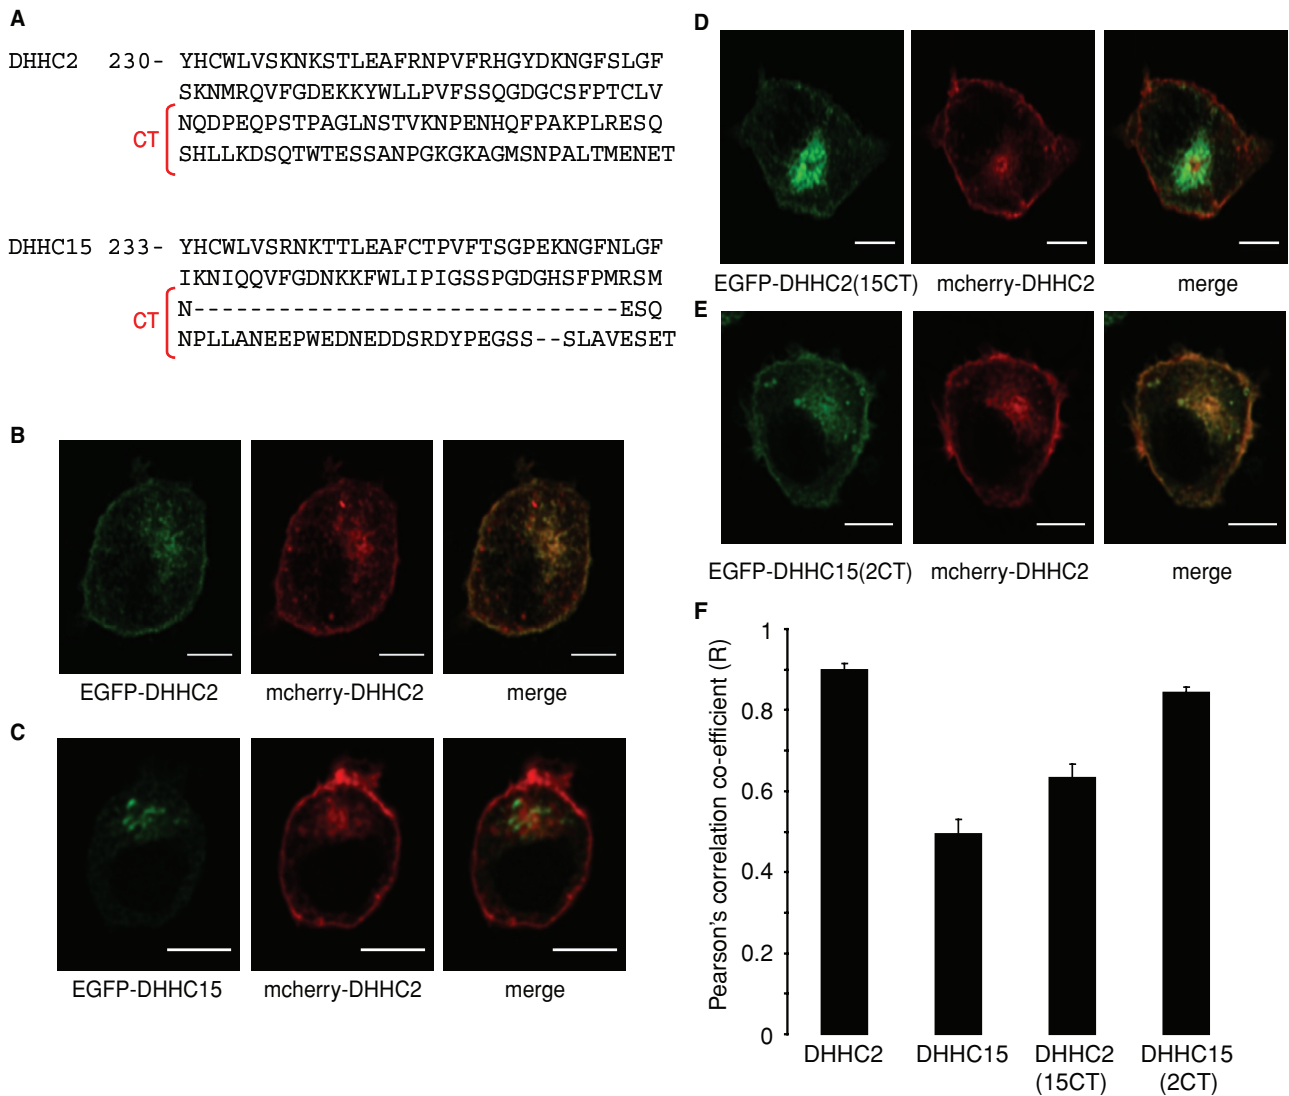 A
DHHC2 230- YHCWLVSKNKSTLEAFRNPVFRHGYDKNGFSLGF
SKNMRQVFGDEKKYWLLPVFSSQGDGCSFPTCLV
CT
NQDPEQPSTPAGLNSTVKNPENHQFPAKPLRESQ
SHLLKDSQTWTESSANPGKGKAGMSNPALTMENET
DHHC15 233- YHCWLVSRNKTTLEAFCTPVFTSGPEKNGFNLGF
IKNIQQVFGDNKKFWLIPIGSSPGDGHSFPMRSM
CT
N------------------------------ESQ
NPLLANEEPWEDNEDDSRDYPEGSS--SLAVESET
B
EGFP-DHHC2 mcherry-DHHC2 merge
C
EGFP-DHHC15 mcherry-DHHC2 merge
D
EGFP-DHHC2(15CT) mcherry-DHHC2 merge
E
EGFP-DHHC15(2CT) mcherry-DHHC2 merge
F
Pearson's correlation co-efficient (R)
1
0.8
0.6
0.4
0.2
0
DHHC2 DHHC15 DHHC2 DHHC15
(15CT) (2CT)